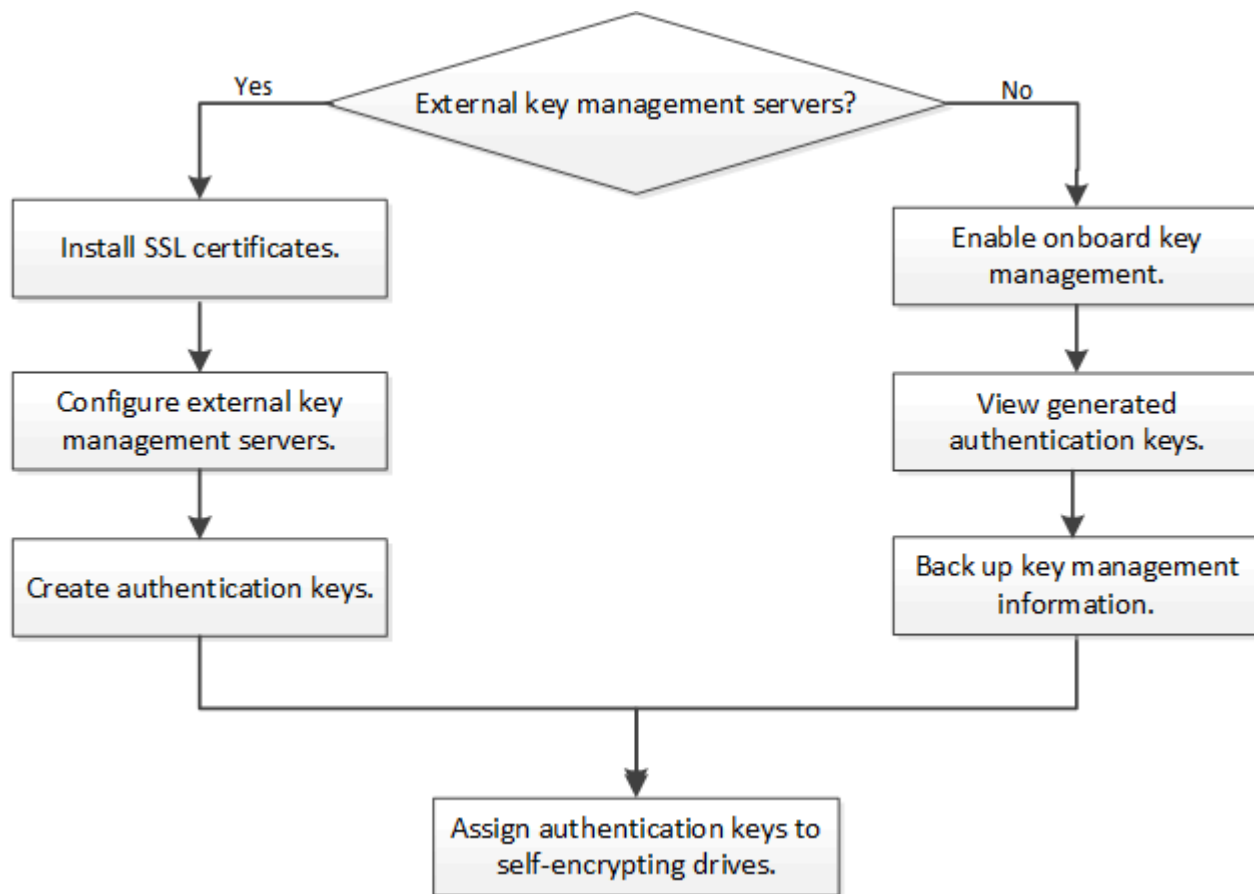 External key management servers?
Yes
No
Install SSL certificates.
Configure external key
management servers.
Create authentication keys.
Enable onboard key
management.
View generated
authentication keys.
Back up key management
information.
Assign authentication keys to
self-encrypting drives.